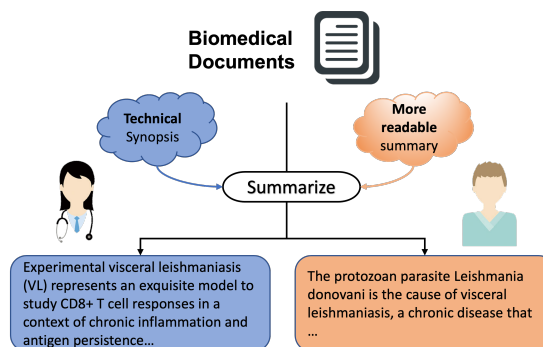 Biomedical
Documents
Technical
Synopsis
More
readable
summary
Summarize
Experimental visceral leishmaniasis
(VL) represents an exquisite model to
study CD8+ T cell responses in a
context of chronic inflammation and
antigen persistence...
The protozoan parasite Leishmania
donovani is the cause of visceral
leishmaniasis, a chronic disease that
...